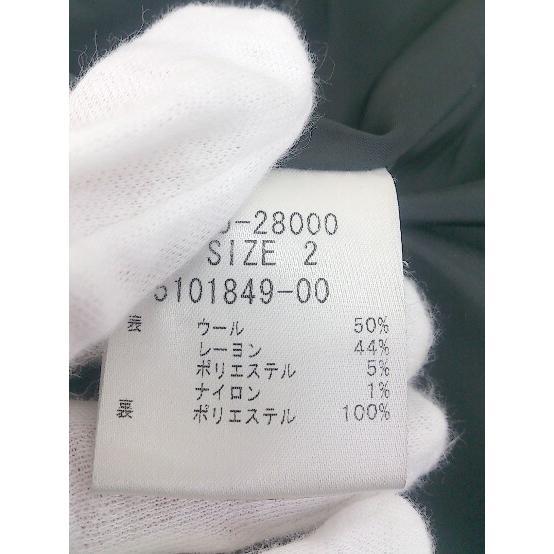 -28000
SIZE 2
5101849-00
表 ウール 50%
レーヨン 44%
ポリエステル 5%
ナイロン 1%
裏 ポリエステル 100%